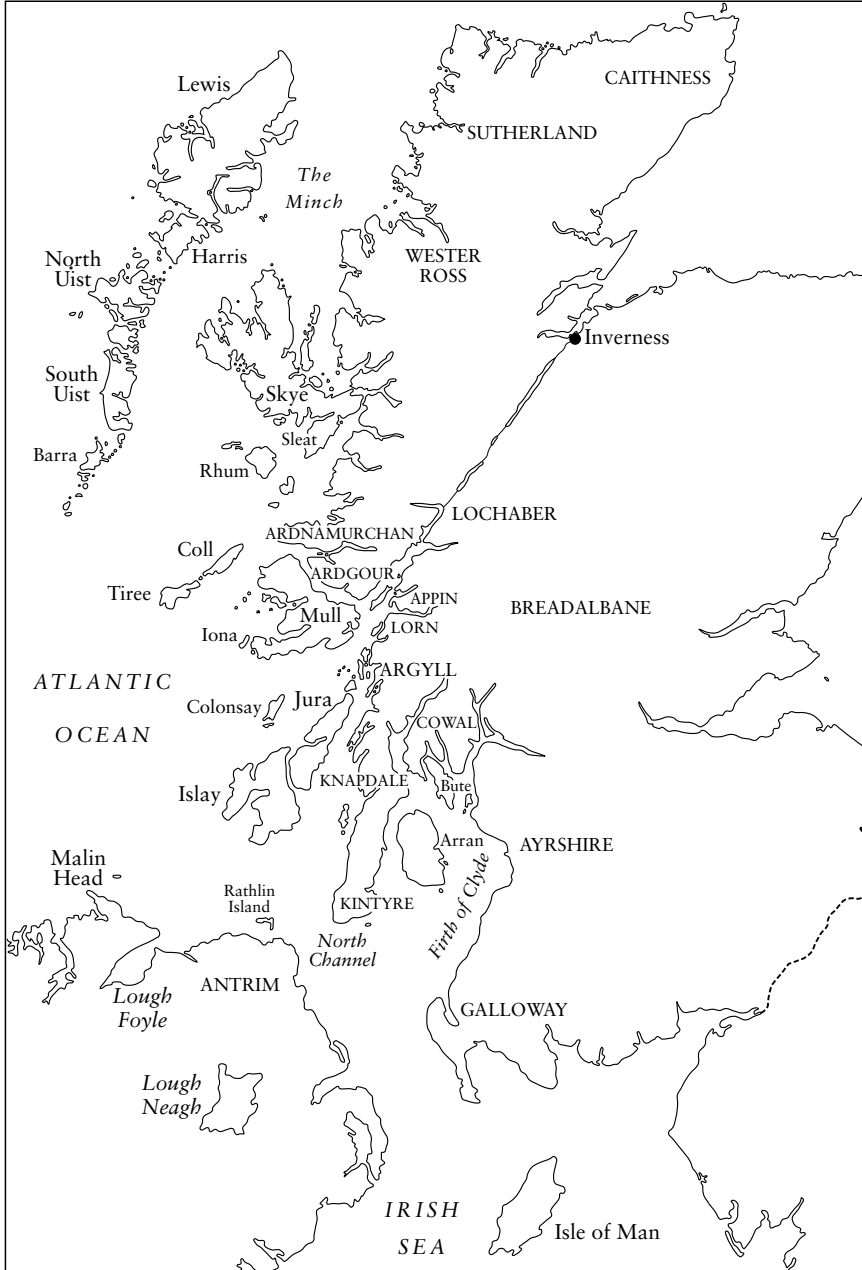 CAITHNESS
Lewis
SUTHERLAND
The
Minch
WESTER
ROSS
Harris
North
Uist
Inverness
South
Uist
Skye
Sleat
Barra
Rhum
LOCHABER
ARDNAMURCHAN
Coll
ARDGOUR
Tiree
APPIN
BREADALBANE
Mull
LORN
Iona
ARGYLL
ATLANTIC
OCEAN
Jura
Colonsay
COWAL
KNAPDALE
Bute
Islay
Arran
AYRSHIRE
Malin
Head
Rathlin
Island
KINTYRE
Firth of Clyde
North
Channel
ANTRIM
Lough
Foyle
GALLOWAY
Lough
Neagh
IRISH
SEA
Isle of Man